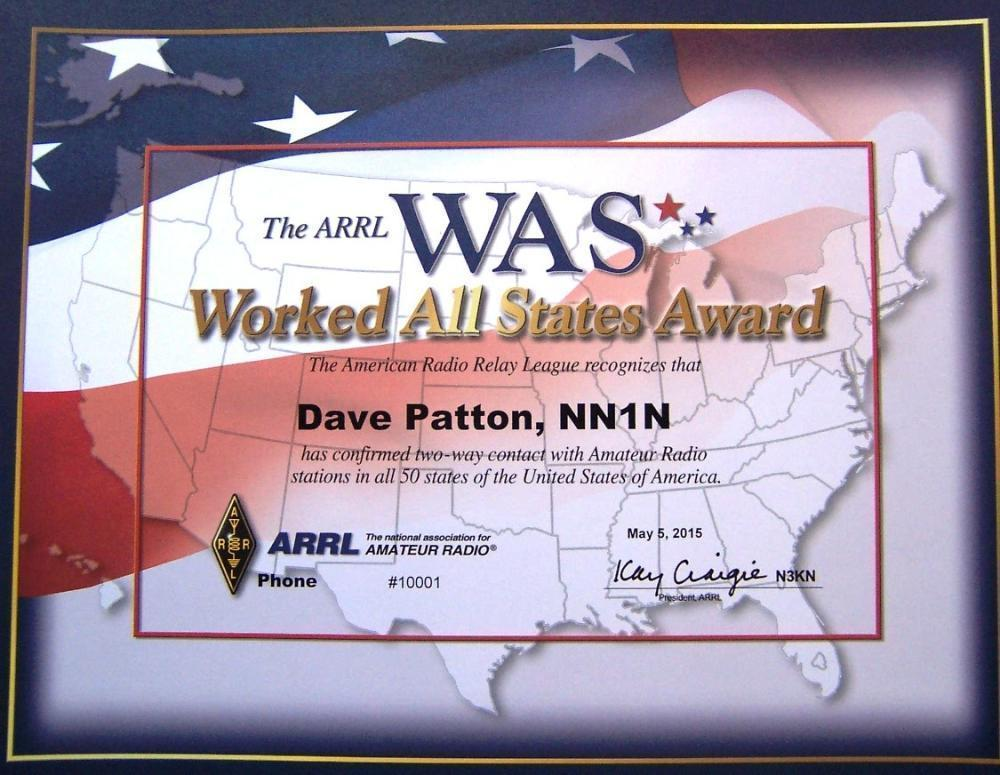 The ARRL WAS
Worked All States Award
The American Radio Relay League recognizes that
Dave Patton, NN1N
has confirmed two-way contact with Amateur Radio
stations in all 50 states of the United States of America.
A
R R
L
ARRL The national association for
AMATEUR RADIO®
Phone
#10001
May 5, 2015
Kay Craigie N3KN
President, ARRL